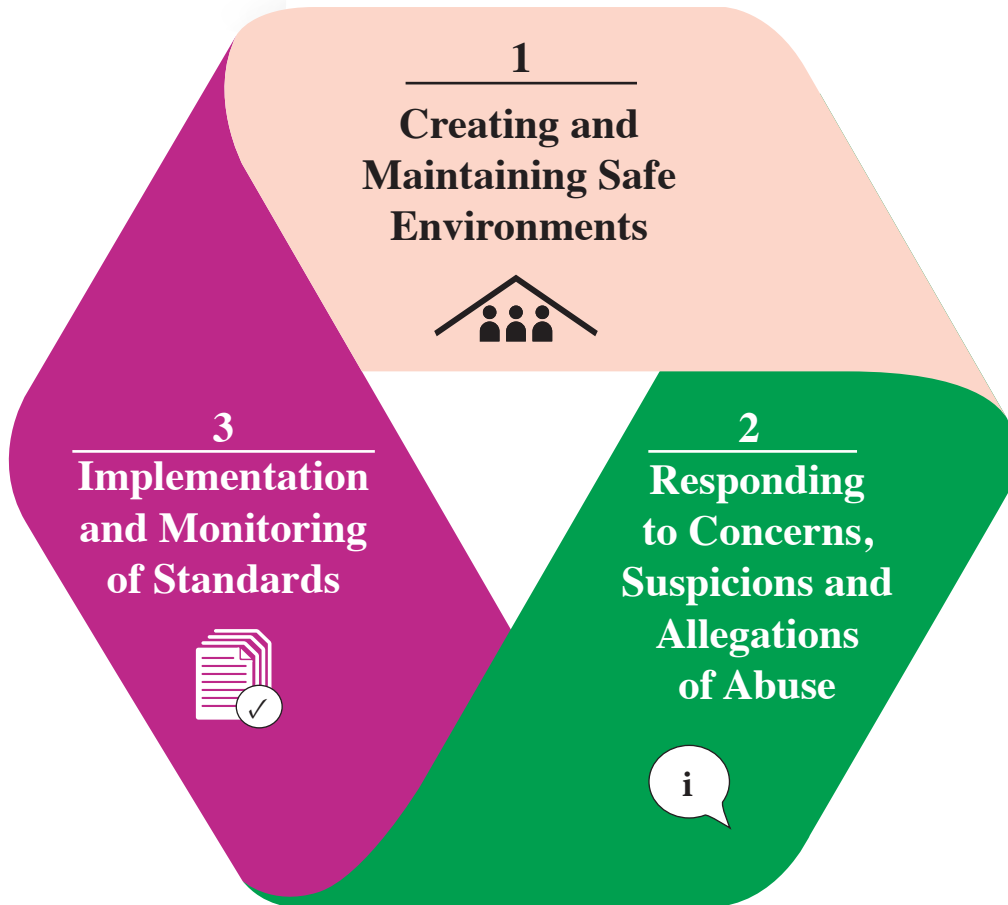 1
Creating and
Maintaining Safe
Environments
2
Responding
to Concerns,
Suspicions and
Allegations
of Abuse
i
3
Implementation
and Monitoring
of Standards